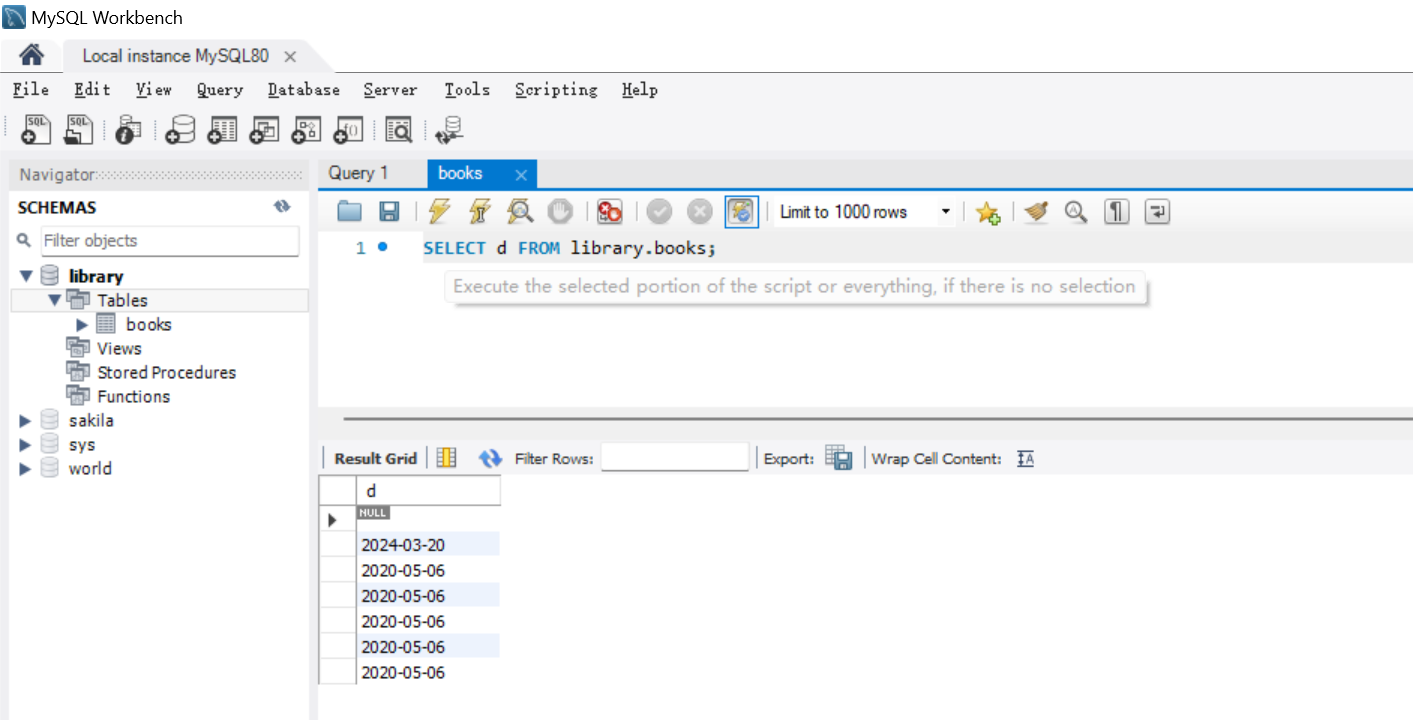 MySQL Workbench
Local instance MySQL80
File Edit View Query Database Server Tools Scripting Help
SQL SQL
Navigator
Query 1 books
SCHEMAS
Limit to 1000 rows
Filter objects
1 SELECT d FROM library.books;
library
Execute the selected portion of the script or everything, if there is no selection
Tables
books
Views
Stored Procedures
Functions
sakila
sys
world
Result Grid Filter Rows: Export: Wrap Cell Content:
d
NULL
2024-03-20
2020-05-06
2020-05-06
2020-05-06
2020-05-06
2020-05-06